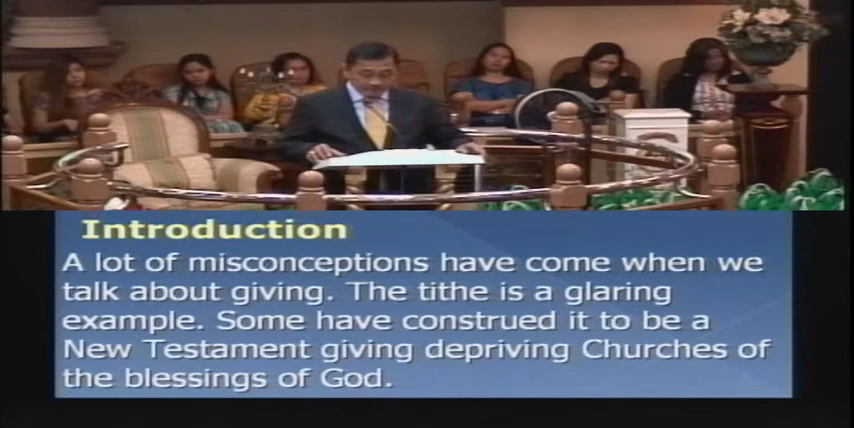 Introduction
A lot of misconceptions have come when we
talk about giving. The tithe is a glaring
example. Some have construed it to be a
New Testament giving depriving Churches of
the blessings of God.